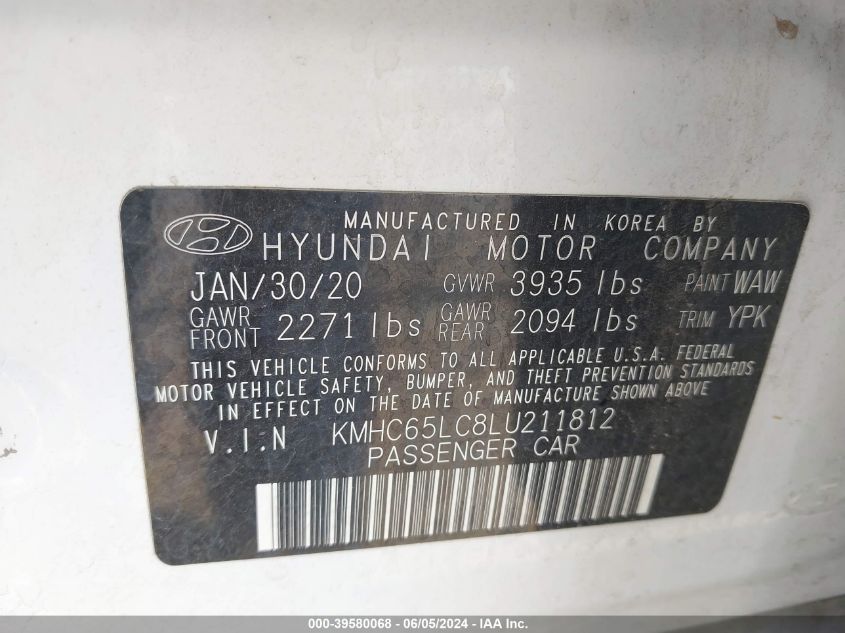 MANUFACTURED IN KOREA BY
HYUNDAI MOTOR COMPANY
JAN/30/20 GVWR 3935 lbs PAINT WAW
GAWR FRONT 2271 lbs GAWR REAR 2094 lbs TRIM YPK
THIS VEHICLE CONFORMS TO ALL APPLICABLE U.S.A. FEDERAL
MOTOR VEHICLE SAFETY, BUMPER, AND THEFT PREVENTION STANDARDS
IN EFFECT ON THE DATE OF MANUFACTURE SHOWN ABOVE
V.I.N KMHC65LC8LU211812
PASSENGER CAR
000-39580068 - 06/05/2024 - IAA Inc.